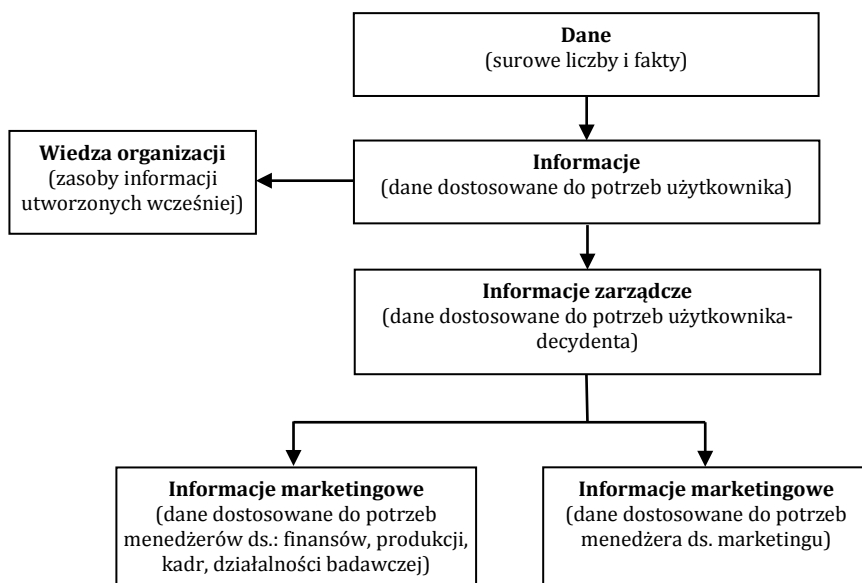 Dane
(surowe liczby i fakty)
Wiedza organizacji
(zasoby informacji
utworzonych wcześniej)
Informacje
(dane dostosowane do potrzeb użytkownika)
Informacje zarządcze
(dane dostosowane do potrzeb użytkownika-
decydenta)
Informacje marketingowe
(dane dostosowane do potrzeb
menedżerów ds.: finansów, produkcji,
kadr, działalności badawczej)
Informacje marketingowe
(dane dostosowane do potrzeb
menedżera ds. marketingu)